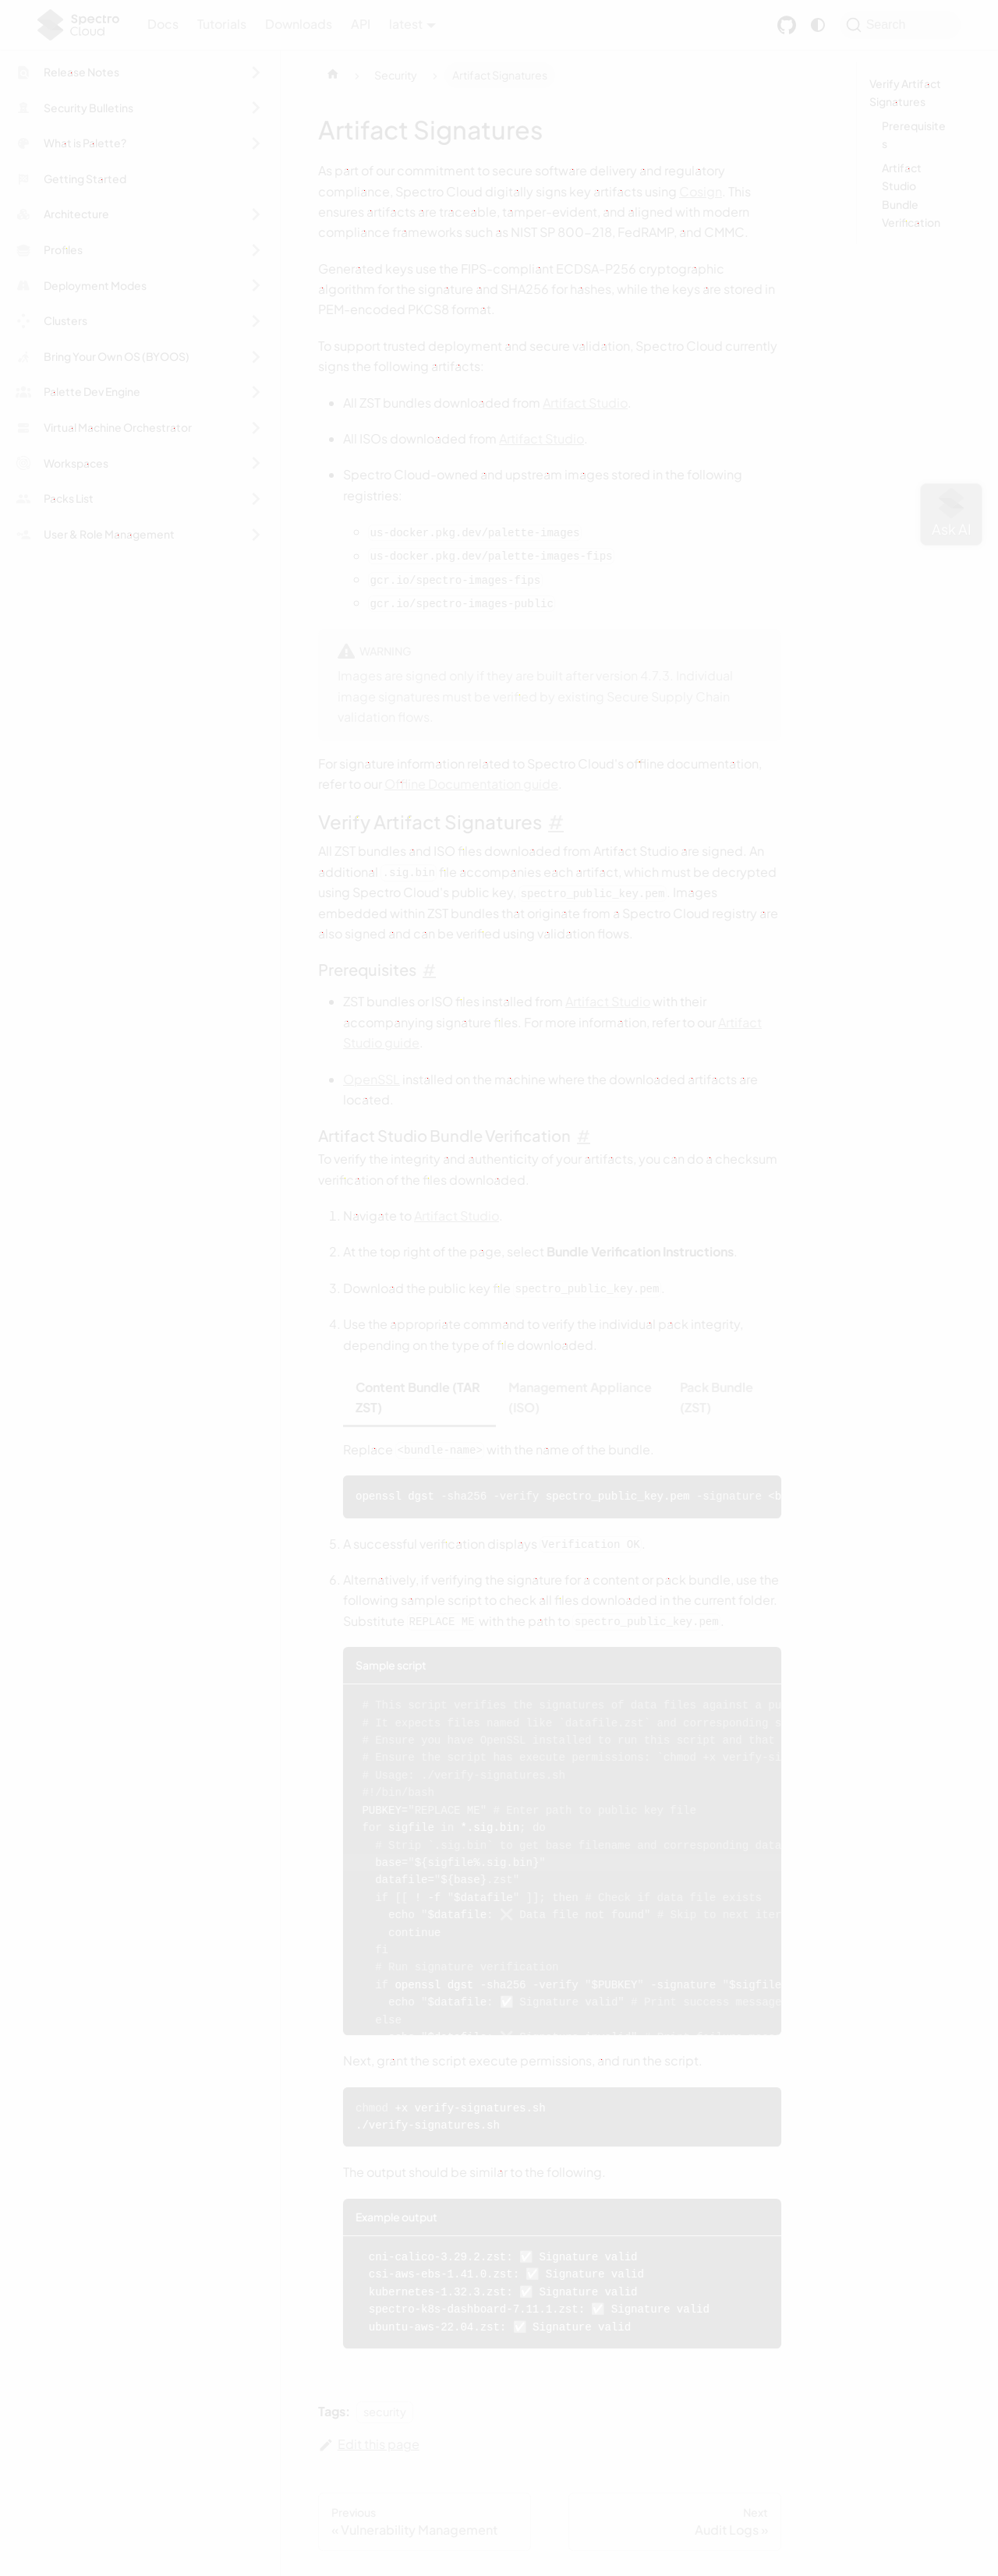 Spectro Cloud
Docs Tutorials Downloads API latest
Search
Release Notes
Security Bulletins
What is Palette?
Getting Started
Architecture
Profiles
Deployment Modes
Clusters
Bring Your Own OS (BYOOS)
Palette Dev Engine
Virtual Machine Orchestrator
Workspaces
Packs List
User & Role Management
Security Artifact Signatures
Artifact Signatures
As part of our commitment to secure software delivery and regulatory
compliance, Spectro Cloud digitally signs key artifacts using Cosign. This
ensures artifacts are traceable, tamper-evident, and aligned with modern
compliance frameworks such as NIST SP 800-218, FedRAMP, and CMMC.
Generated keys use the FIPS-compliant ECDSA-P256 cryptographic
algorithm for the signature and SHA256 for hashes, while the keys are stored in
PEM-encoded PKCS8 format.
To support trusted deployment and secure validation, Spectro Cloud currently
signs the following artifacts:
All ZST bundles downloaded from Artifact Studio.
All ISOs downloaded from Artifact Studio.
Spectro Cloud-owned and upstream images stored in the following
registries:
us-docker.pkg.dev/palette-images
us-docker.pkg.dev/palette-images-fips
gcr.io/spectro-images-fips
gcr.io/spectro-images-public
WARNING
Images are signed only if they are built after version 4.7.3. Individual
image signatures must be verified by existing Secure Supply Chain
validation flows.
For signature information related to Spectro Cloud's offline documentation,
refer to our Offline Documentation guide.
Verify Artifact Signatures #
All ZST bundles and ISO files downloaded from Artifact Studio are signed. An
additional .sig.bin file accompanies each artifact, which must be decrypted
using Spectro Cloud's public key, spectro_public_key.pem. Images
embedded within ZST bundles that originate from a Spectro Cloud registry are
also signed and can be verified using validation flows.
Prerequisites #
ZST bundles or ISO files installed from Artifact Studio with their
accompanying signature files. For more information, refer to our Artifact
Studio guide.
OpenSSL installed on the machine where the downloaded artifacts are
located.
Artifact Studio Bundle Verification #
To verify the integrity and authenticity of your artifacts, you can do a checksum
verification of the files downloaded.
1. Navigate to Artifact Studio.
2. At the top right of the page, select Bundle Verification Instructions.
3. Download the public key file spectro_public_key.pem.
4. Use the appropriate command to verify the individual pack integrity,
depending on the type of file downloaded.
Content Bundle (TAR Management Appliance Pack Bundle
ZST) (ISO) (ZST)
Replace <bundle-name> with the name of the bundle.
openssl dgst -sha256 -verify spectro_public_key.pem -signature <b
5. A successful verification displays Verification OK.
6. Alternatively, if verifying the signature for a content or pack bundle, use the
following sample script to check all files downloaded in the current folder.
Substitute REPLACE ME with the path to spectro_public_key.pem.
Sample script
# This script verifies the signatures of data files against a pu
# It expects files named like `datafile.zst` and corresponding s
# Ensure you have OpenSSL installed to run this script and that
# Ensure the script has execute permissions: 'chmod +x verify-si
# usage: ./verify-signatures.sh
#!/bin/bash
PUBKEY="REPLACE ME" # Enter path to public key file
for sigfile in *.sig.bin; do
# Strip `.sig.bin` to get base filename and corresponding data
base="${sigfile%.sig.bin}"
datafile="${base}.zst"
if [[ ! -f "$datafile" ]]; then # Check if data file exists
echo "$datafile: ❌ Data file not found" # Skip to next iter
continue
fi
# Run signature verification
if openssl dgst -sha256 -verify "$PUBKEY" -signature "$sigfile
echo "$datafile: ✅ Signature valid" # Print success message
else
Next, grant the script execute permissions, and run the script.
chmod +x verify-signatures.sh
./verify-signatures.sh
The output should be similar to the following.
Example output
cni-calico-3.29.2.zst: ✅ Signature valid
csi-aws-ebs-1.41.0.zst: ✅ Signature valid
kubernetes-1.32.3.zst: ✅ Signature valid
spectro-k8s-dashboard-7.11.1.zst: ✅ Signature valid
ubuntu-aws-22.04.zst: ✅ Signature valid
Tags: security
Edit this page
Previous
« Vulnerability Management
Next
Audit Logs »
Verify Artifact
Signatures
Prerequisite
s
Artifact
Studio
Bundle
Verification
Ask AI